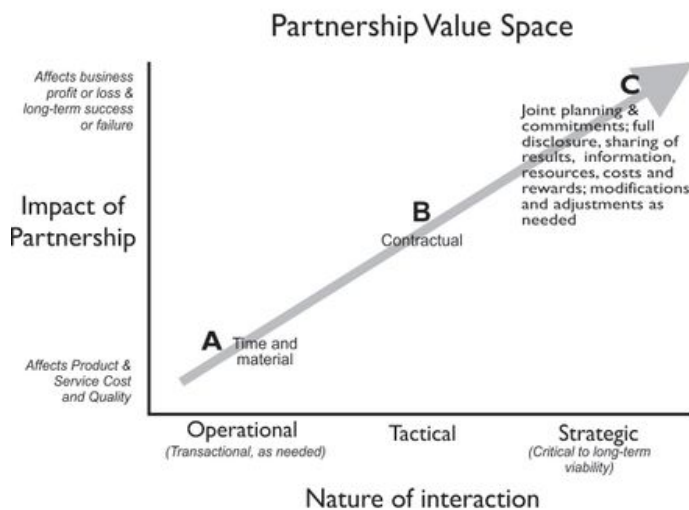 Partnership Value Space
Affects business
profit or loss &
long-term success
or failure
Impact of
Partnership
Affects Product &
Service Cost
and Quality
C
Joint planning &
commitments; full
disclosure, sharing of
results, information,
resources, costs and
rewards; modifications
and adjustments as
needed
B
Contractual
A Time and
material
Operational
(Transactional, as needed)
Tactical
Strategic
(Critical to long-term
viability)
Nature of interaction